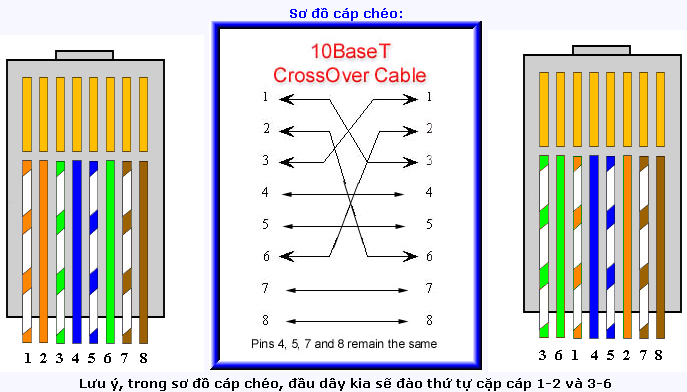 Sơ đồ cáp chéo:
10BaseT
CrossOver Cable
1 1
2 2
3 3
4 4
5 5
6 6
7 7
8 8
Pins 4, 5, 7 and 8 remain the same
1 2 3 4 5 6 7 8
3 6 1 4 5 2 7 8
Lưu ý, trong sơ đồ cáp chéo, đầu dây kia sẽ đào thứ tự cặp cáp 1-2 và 3-6